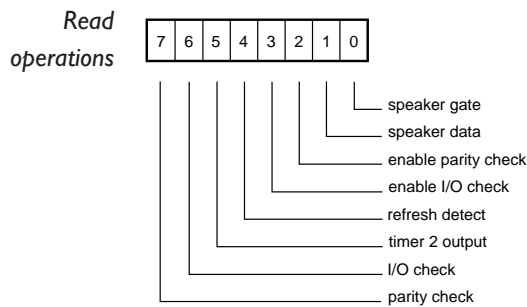 Read
operations
7 6 5 4 3 2 1 0
speaker gate
speaker data
enable parity check
enable I/O check
refresh detect
timer 2 output
I/O check
parity check